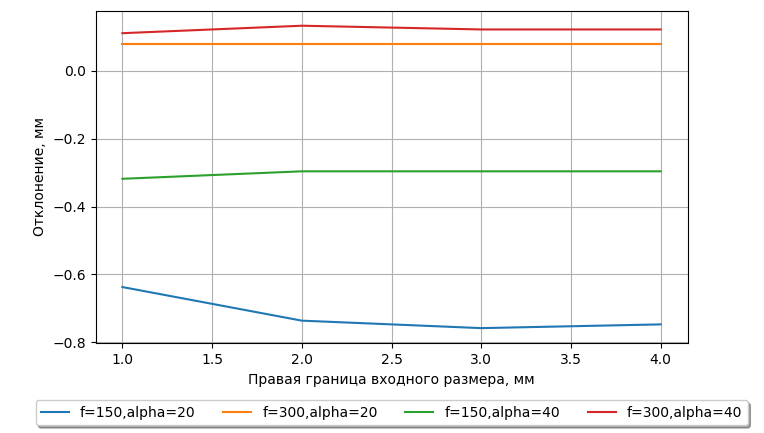 0.0
−0.2
−0.4
−0.6
−0.8
Отклонение, мм
1.0 1.5 2.0 2.5 3.0 3.5 4.0
Правая граница входного размера, мм
f=150,alpha=20 f=300,alpha=20 f=150,alpha=40 f=300,alpha=40